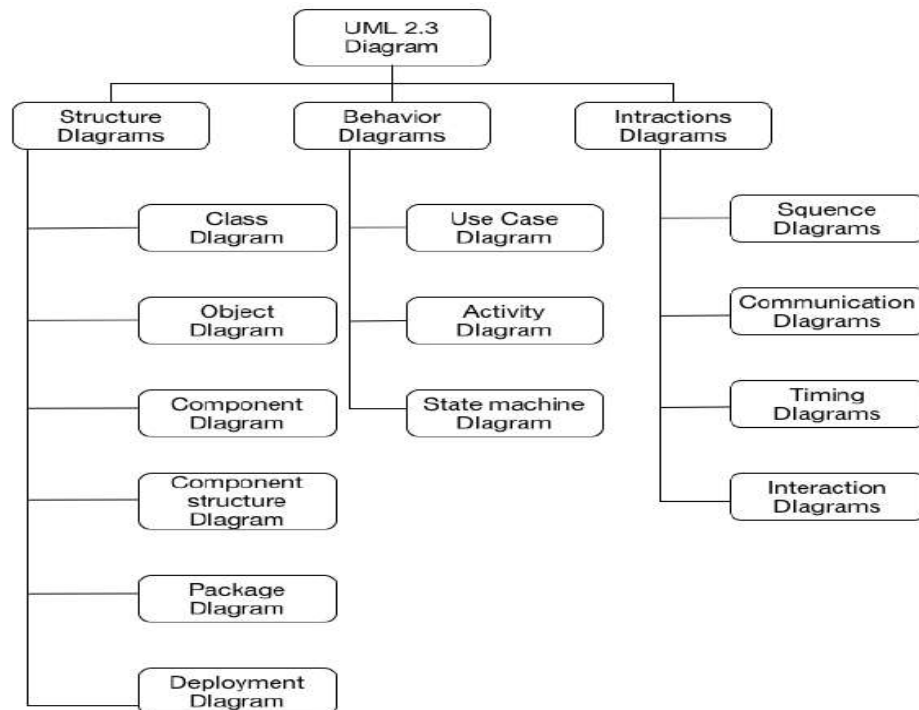 UML 2.3
Diagram
Structure
DIagrams
Behavior
DIagrams
Intractions
DIagrams
Class
DIagram
Object
DIagram
Component
DIagram
Component
structure
DIagram
Package
DIagram
Deployment
DIagram
Use Case
DIagram
Activity
DIagram
State machine
DIagram
Squence
DIagrams
Communication
DIagrams
Timing
DIagrams
Interaction
DIagrams